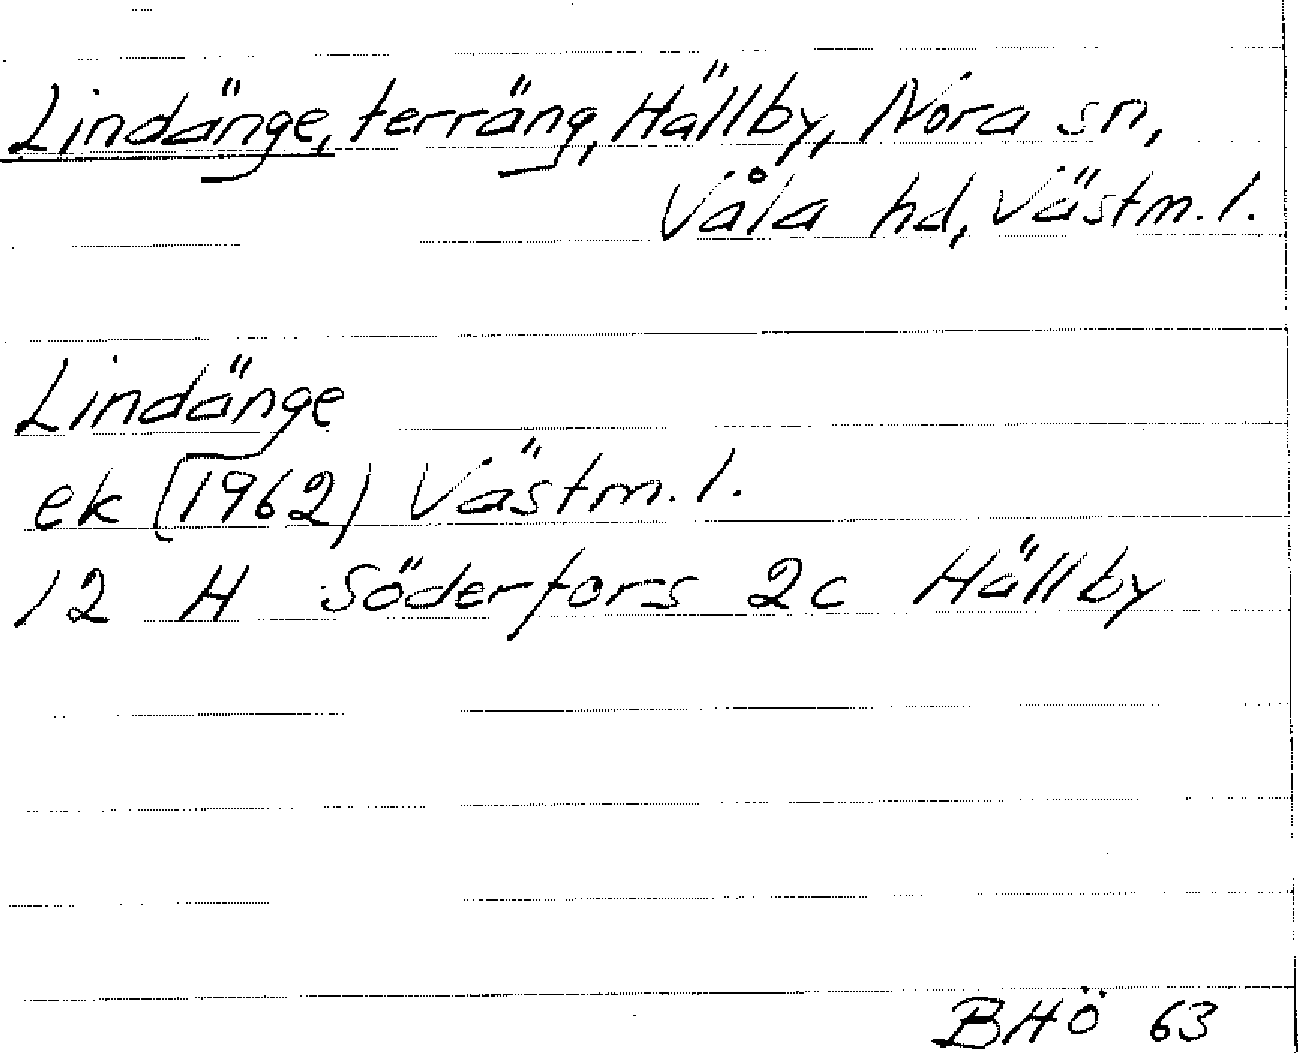 Lindänge, terräng, Hällby, Nora sn,
Våla hd, Västm. l.
Lindänge
ek (1962) Västm. l.
12 H Söderfors 2c Hällby
BHÖ 63